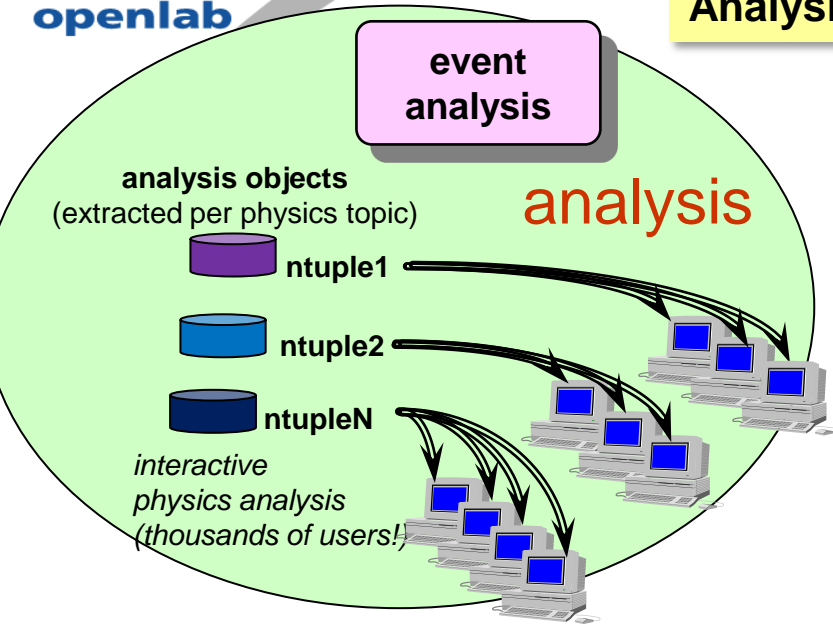 openlab
Analysi
event
analysis
analysis objects
(extracted per physics topic)
analysis
ntuple1
ntuple2
ntupleN
interactive
physics analysis
(thousands of users!)